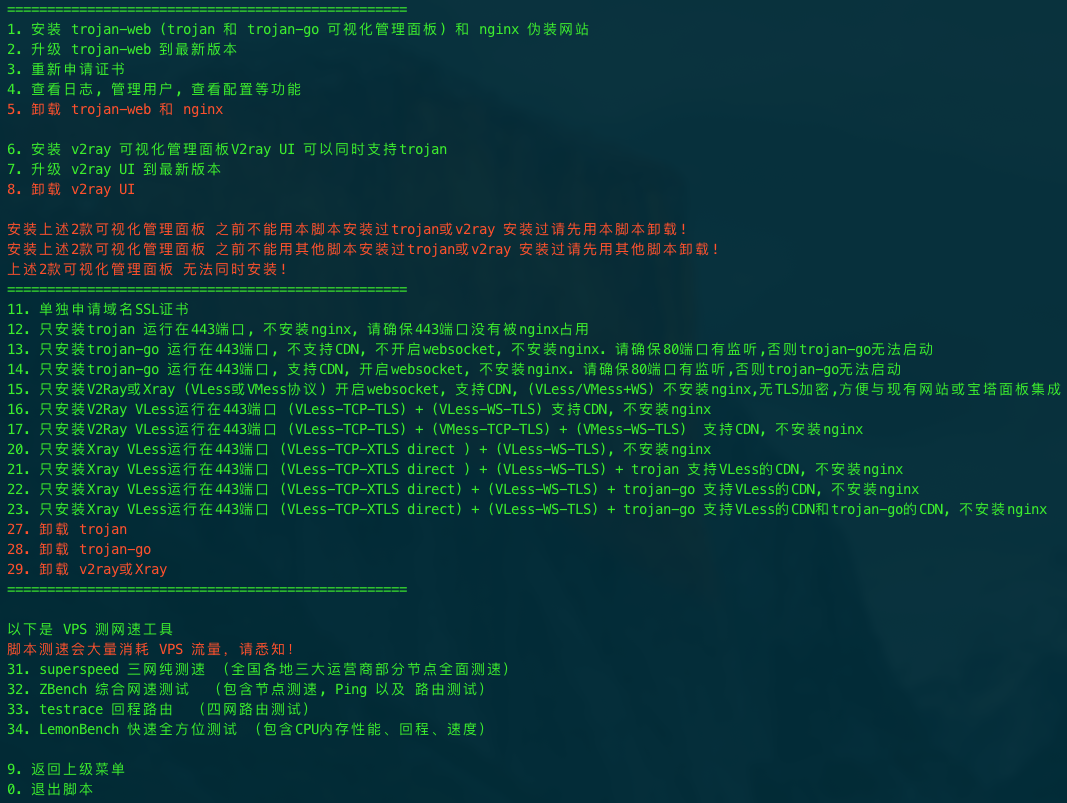 ==================================================
1. 安装 trojan-web (trojan 和 trojan-go 可视化管理面板) 和 nginx 伪装网站
2. 升级 trojan-web 到最新版本
3. 重新申请证书
4. 查看日志, 管理用户, 查看配置等功能
5. 卸载 trojan-web 和 nginx
6. 安装 v2ray 可视化管理面板V2ray UI 可以同时支持trojan
7. 升级 v2ray UI 到最新版本
8. 卸载 v2ray UI
安装上述2款可视化管理面板 之前不能用本脚本安装过trojan或v2ray 安装过请先用本脚本卸载!
安装上述2款可视化管理面板 之前不能用其他脚本安装过trojan或v2ray 安装过请先用其他脚本卸载!
上述2款可视化管理面板 无法同时安装!
==================================================
11. 单独申请域名SSL证书
12. 只安装trojan 运行在443端口, 不安装nginx, 请确保443端口没有被nginx占用
13. 只安装trojan-go 运行在443端口, 不支持CDN, 不开启websocket, 不安装nginx. 请确保80端口有监听,否则trojan-go无法启动
14. 只安装trojan-go 运行在443端口, 支持CDN, 开启websocket, 不安装nginx. 请确保80端口有监听,否则trojan-go无法启动
15. 只安装V2Ray或Xray (VLess或VMess协议) 开启websocket, 支持CDN, (VLess/VMess+WS) 不安装nginx,无TLS加密,方便与现有网站或宝塔面板集成
16. 只安装V2Ray VLess运行在443端口 (VLess-TCP-TLS) + (VLess-WS-TLS) 支持CDN, 不安装nginx
17. 只安装V2Ray VLess运行在443端口 (VLess-TCP-TLS) + (VMess-TCP-TLS) + (VMess-WS-TLS)  支持CDN, 不安装nginx
20. 只安装Xray VLess运行在443端口 (VLess-TCP-XTLS direct ) + (VLess-WS-TLS), 不安装nginx
21. 只安装Xray VLess运行在443端口 (VLess-TCP-XTLS direct ) + (VLess-WS-TLS) + trojan 支持VLess的CDN, 不安装nginx
22. 只安装Xray VLess运行在443端口 (VLess-TCP-XTLS direct) + (VLess-WS-TLS) + trojan-go 支持VLess的CDN, 不安装nginx
23. 只安装Xray VLess运行在443端口 (VLess-TCP-XTLS direct) + (VLess-WS-TLS) + trojan-go 支持VLess的CDN和trojan-go的CDN, 不安装nginx
27. 卸载 trojan
28. 卸载 trojan-go
29. 卸载 v2ray或Xray
==================================================
以下是 VPS 测网速工具
脚本测速会大量消耗 VPS 流量，请悉知!
31. superspeed 三网纯测速 （全国各地三大运营商部分节点全面测速）
32. ZBench 综合网速测试  （包含节点测速, Ping 以及 路由测试）
33. testrace 回程路由  （四网路由测试）
34. LemonBench 快速全方位测试 （包含CPU内存性能、回程、速度）
9. 返回上级菜单
0. 退出脚本